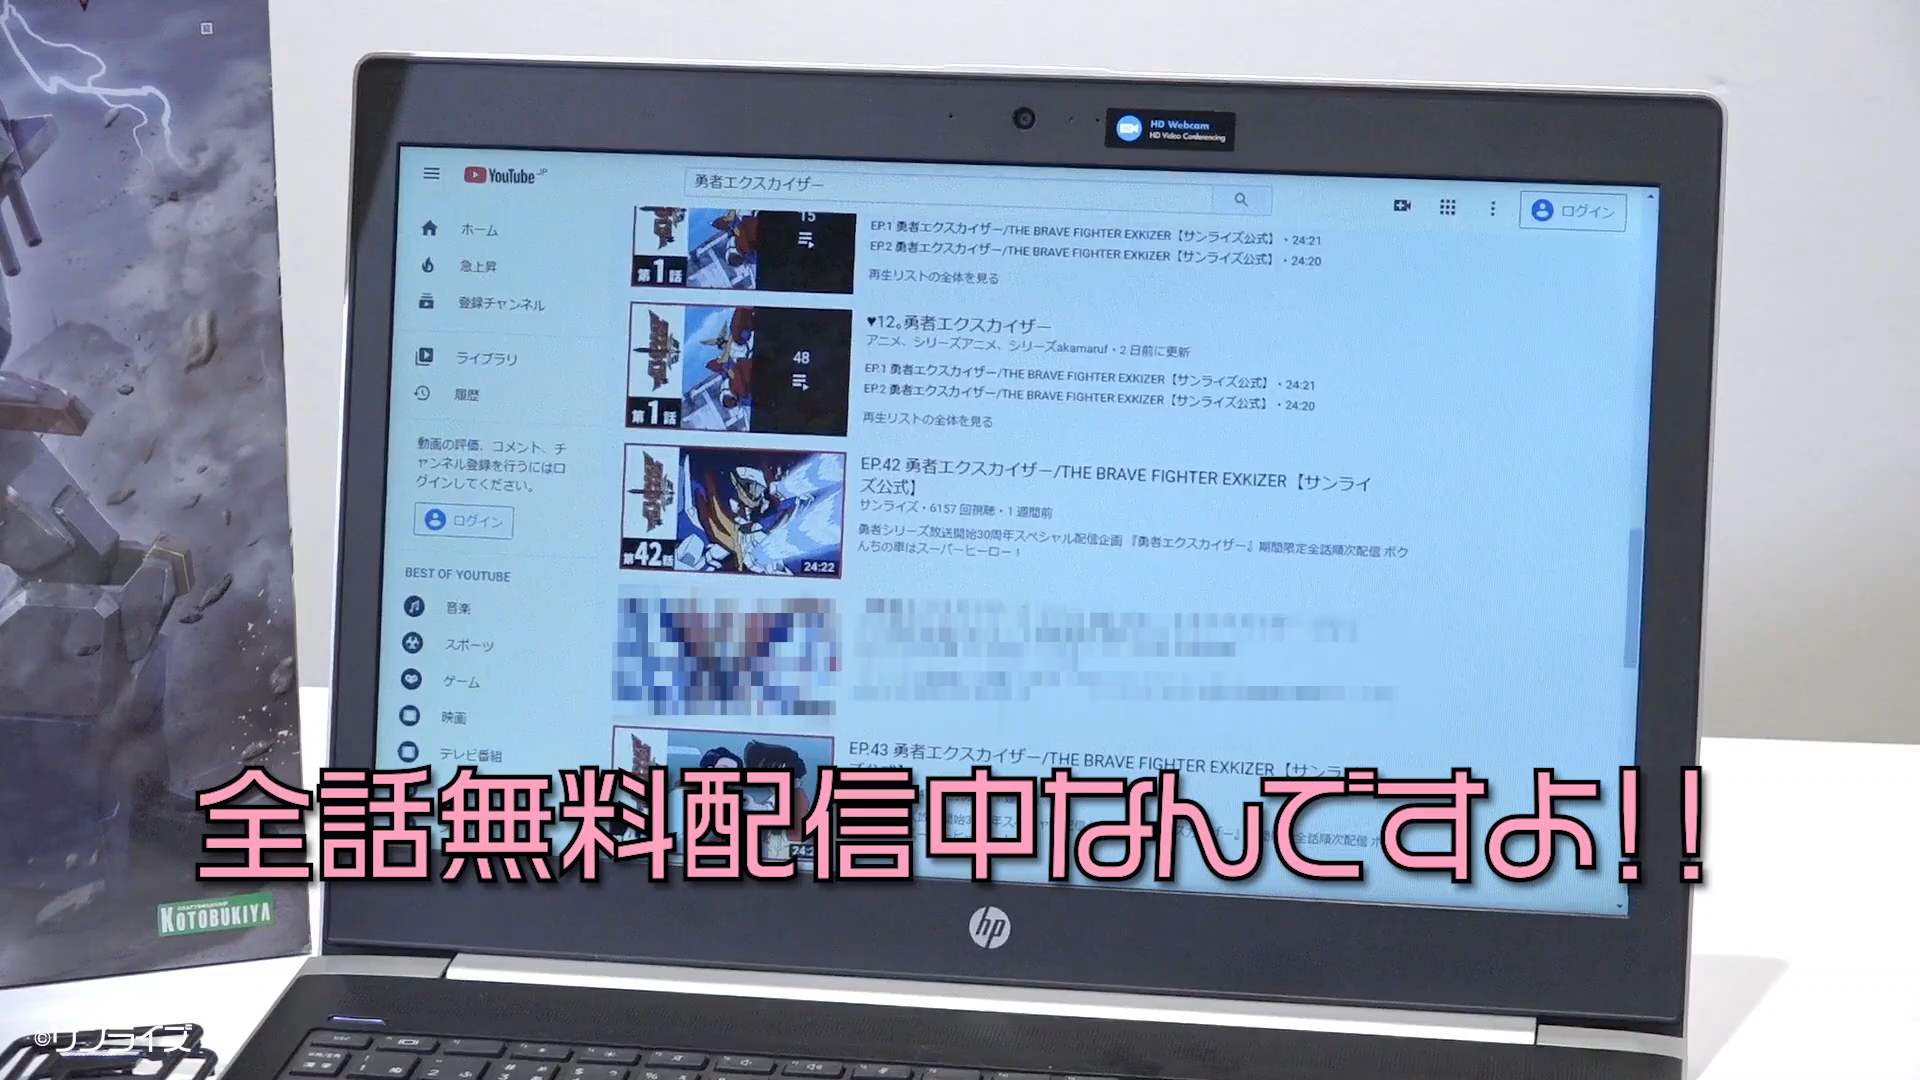 HD Webcam
HD Video Conferencing
YouTube JP
勇者エクスカイザー
ログイン
ホーム
急上昇
登録チャンネル
ライブラリ
履歴
動画の評価、コメント、チ
ャンネル登録を行うにはロ
グインしてください。
ログイン
BEST OF YOUTUBE
音楽
スポーツ
ゲーム
映画
テレビ番組
15
第1話
EP.1 勇者エクスカイザー/THE BRAVE FIGHTER EXKIZER【サンライズ公式】・24:21
EP.2 勇者エクスカイザー/THE BRAVE FIGHTER EXKIZER【サンライズ公式】・24:20
再生リストの全体を見る
48
第1話
♥12。勇者エクスカイザー
アニメ、シリーズアニメ、シリーズakamaruf・2 日前に更新
EP.1 勇者エクスカイザー/THE BRAVE FIGHTER EXKIZER【サンライズ公式】・24:21
EP.2 勇者エクスカイザー/THE BRAVE FIGHTER EXKIZER【サンライズ公式】・24:20
再生リストの全体を見る
第42話
24:22
EP.42 勇者エクスカイザー/THE BRAVE FIGHTER EXKIZER【サンライ
ズ公式】
サンライズ・6157 回視聴・1 週間前
勇者シリーズ放送開始30周年スペシャル配信企画 『勇者エクスカイザー』期間限定全話順次配信 ボク
んちの車はスーパーヒーロー！
EP.43 勇者エクスカイザー/THE BRAVE FIGHTER EXKIZER【サンラ
全話無料配信中なんですよ!!
全話順次配信
KOTOBUKIYA
hp
©サンライズ